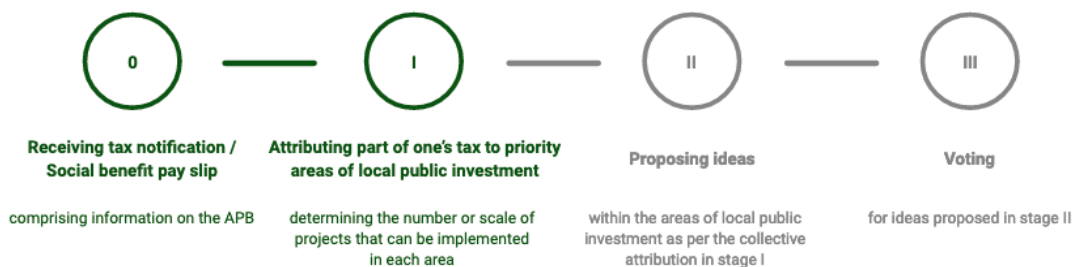 0
I
II
III
Receiving tax notification /
Social benefit pay slip
Attributing part of one's tax to priority
areas of local public investment
Proposing ideas
Voting
comprising information on the APB
determining the number or scale of
projects that can be implemented
in each area
within the areas of local public
investment as per the collective
attribution in stage I
for ideas proposed in stage II